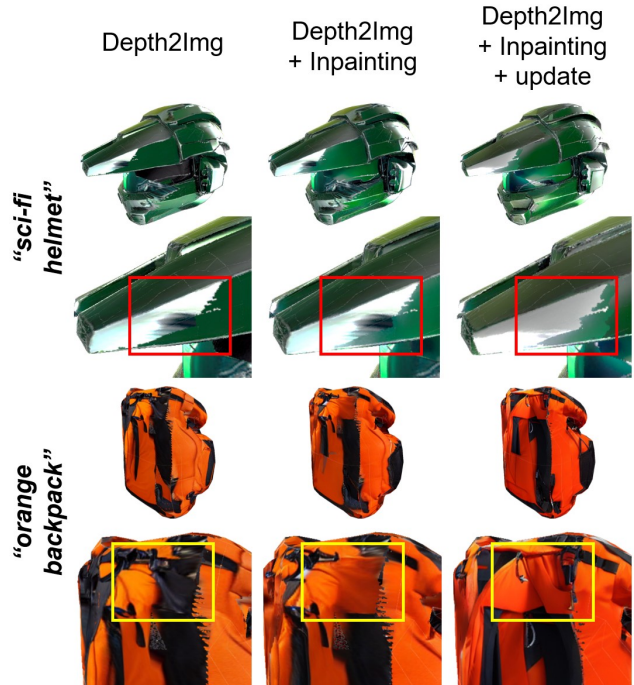 Depth2Img
Depth2Img
+ Inpainting
Depth2Img
+ Inpainting
+ update
“sci-fi
helmet”
“orange
backpack”